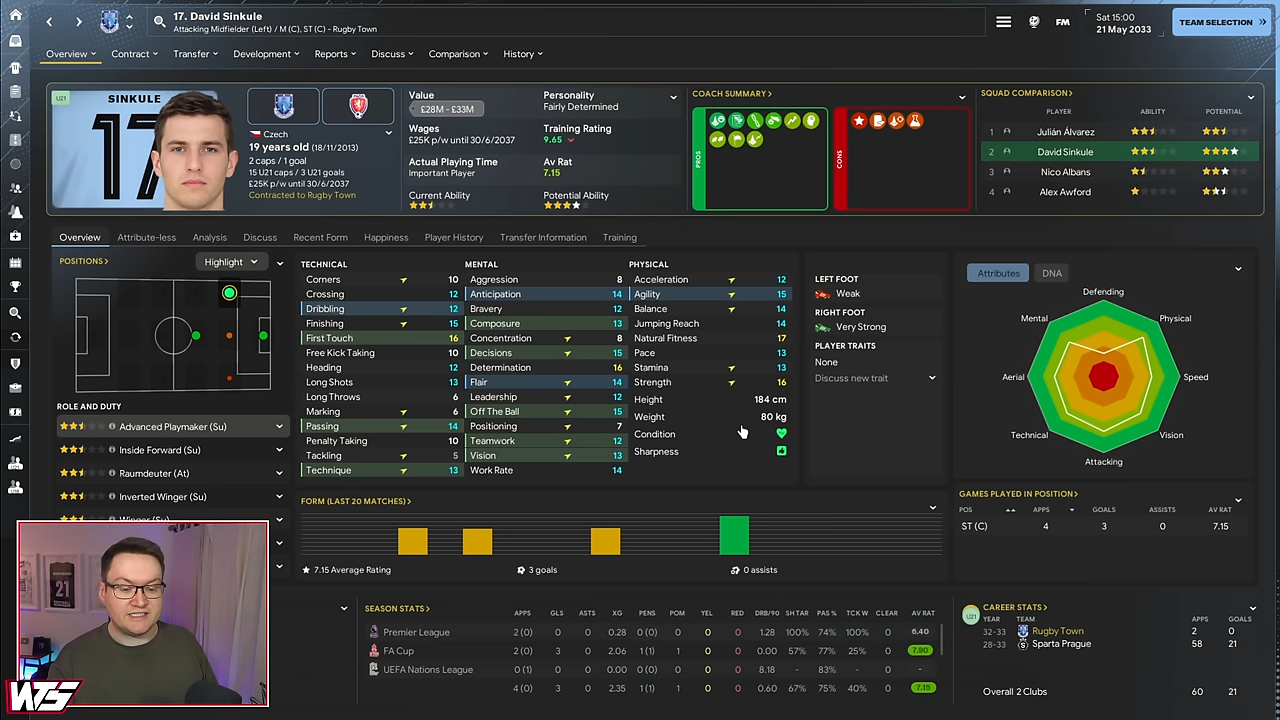 17. David Sinkule
Attacking Midfielder (Left) / M (C), ST (C) - Rugby Town
FM
Sat 15:00
21 May 2033
TEAM SELECTION
Overview
Contract
Transfer
Development
Reports
Discuss
Comparison
History
U21
SINKULE
17
Czech
19 years old (18/11/2013)
2 caps / 1 goal
15 U21 caps / 3 U21 goals
£25K p/w until 30/6/2037
Contracted to Rugby Town
Value
£28M - £33M
Wages
£25K p/w until 30/6/2037
Actual Playing Time
Important Player
Current Ability
Personality
Fairly Determined
Training Rating
9.65
Av Rat
7.15
Potential Ability
COACH SUMMARY >
PROS
CONS
SQUAD COMPARISON >
PLAYER ABILITY POTENTIAL
1 Julián Álvarez
2 David Sinkule
3 Nico Albans
4 Alex Awford
Overview Attribute-less Analysis Discuss Recent Form Happiness Player History Transfer Information Training
POSITIONS >
Highlight
ROLE AND DUTY
Advanced Playmaker (Su)
Inside Forward (Su)
Raumdeuter (At)
Inverted Winger (Su)
Winger (Su)
TECHNICAL
Corners 10
Crossing 12
Dribbling 12
Finishing 15
First Touch 16
Free Kick Taking 10
Heading 12
Long Shots 13
Long Throws 6
Marking 6
Passing 14
Penalty Taking 10
Tackling 5
Technique 13
MENTAL
Aggression 8
Anticipation 14
Bravery 12
Composure 13
Concentration 8
Decisions 15
Determination 16
Flair 14
Leadership 12
Off The Ball 15
Positioning 7
Teamwork 12
Vision 13
Work Rate 14
PHYSICAL
Acceleration 12
Agility 15
Balance 14
Jumping Reach 14
Natural Fitness 17
Pace 13
Stamina 13
Strength 16
Height 184 cm
Weight 80 kg
Condition
Sharpness
LEFT FOOT
Weak
RIGHT FOOT
Very Strong
PLAYER TRAITS
None
Discuss new trait
Attributes DNA
Defending
Physical
Speed
Vision
Attacking
Technical
Aerial
Mental
FORM (LAST 20 MATCHES) >
7.15 Average Rating 3 goals 0 assists
GAMES PLAYED IN POSITION >
POS APPS GOALS ASSISTS AV RAT
ST (C) 4 3 0 7.15
SEASON STATS >
APPS GLS ASTS XG PENS POM YEL RED DRB/90 SH TAR PAS % TCK W CLEAR AV RAT
Premier League 2 (0) 0 0 0.28 0 (0) 0 0 0 1.28 100% 74% 100% 0 6.40
FA Cup 2 (0) 3 0 2.06 1 (1) 1 0 0 0.00 57% 77% 25% 0 7.90
UEFA Nations League 0 (1) 0 0 0.00 0 (0) 0 0 0 8.18 - 83% - 0 -
4 (0) 3 0 2.35 1 (1) 1 0 0 0.60 67% 75% 40% 0 7.15
U21
CAREER STATS >
YEAR TEAM APPS GOALS
32-33 Rugby Town 2 0
28-33 Sparta Prague 58 21
Overall 2 Clubs 60 21
21
WTS